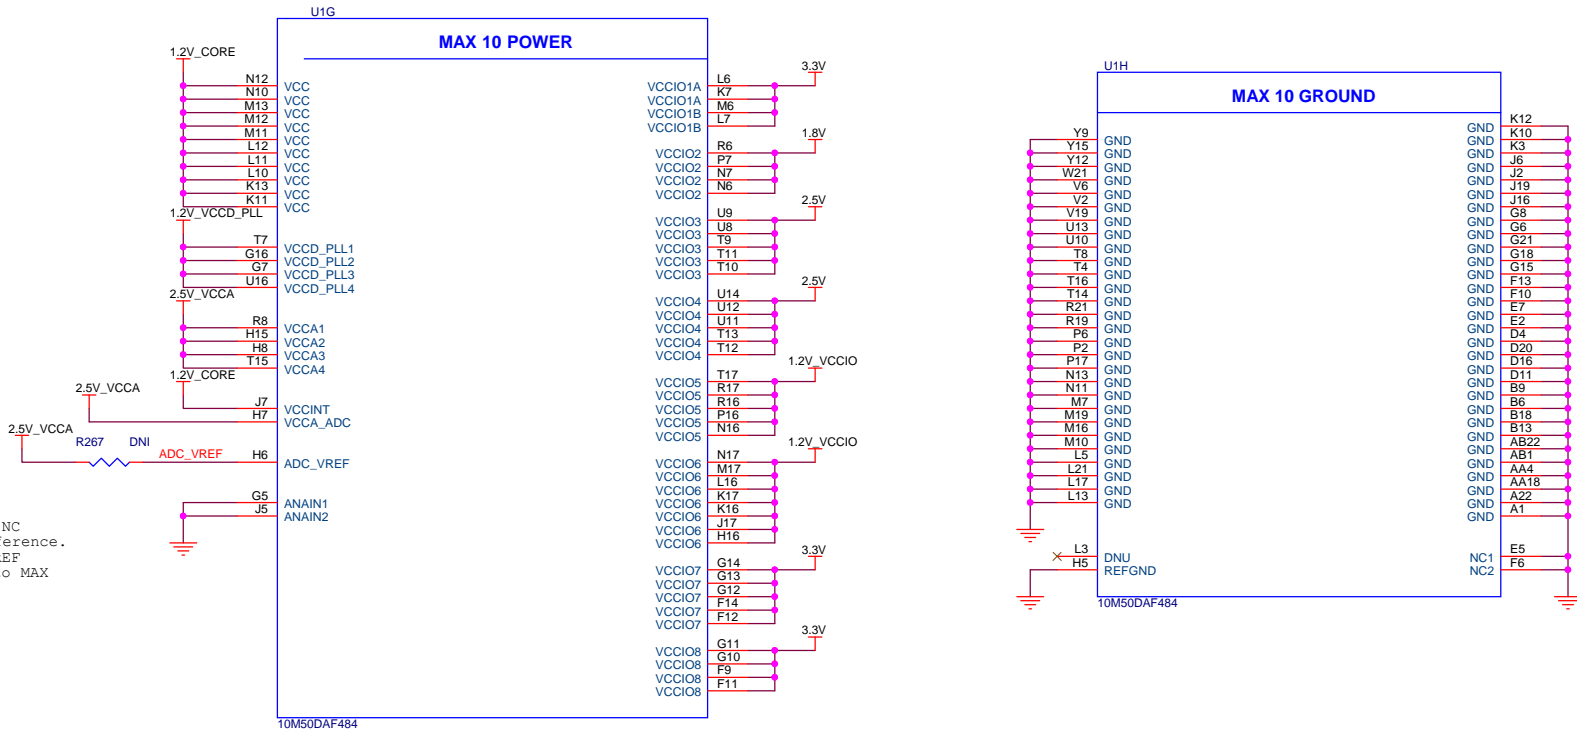 U1G
MAX 10 POWER
1.2V_CORE
N12 VCC
N10 VCC
M13 VCC
M12 VCC
M11 VCC
L12 VCC
L11 VCC
L10 VCC
K13 VCC
K11 VCC
1.2V_VCCD_PLL
T7 VCCD_PLL1
G16 VCCD_PLL2
G7 VCCD_PLL3
U16 VCCD_PLL4
2.5V_VCCA
R8 VCCA1
H15 VCCA2
H8 VCCA3
T15 VCCA4
1.2V_CORE
J7 VCCINT
2.5V_VCCA
H7 VCCA_ADC
2.5V_VCCA
R267 DNI
ADC_VREF H6 ADC_VREF
G5 ANAIN1
J5 ANAIN2
NC
ference.
REF
to MAX
3.3V
VCCIO1A L6
VCCIO1A K7
VCCIO1B M6
VCCIO1B L7
1.8V
VCCIO2 R6
VCCIO2 P7
VCCIO2 N7
VCCIO2 N6
2.5V
VCCIO3 U9
VCCIO3 U8
VCCIO3 T9
VCCIO3 T11
VCCIO3 T10
2.5V
VCCIO4 U14
VCCIO4 U12
VCCIO4 U11
VCCIO4 T13
VCCIO4 T12
1.2V_VCCIO
VCCIO5 T17
VCCIO5 R17
VCCIO5 R16
VCCIO5 P16
VCCIO5 N16
1.2V_VCCIO
VCCIO6 N17
VCCIO6 M17
VCCIO6 L16
VCCIO6 K17
VCCIO6 K16
VCCIO6 J17
VCCIO6 H16
3.3V
VCCIO7 G14
VCCIO7 G13
VCCIO7 G12
VCCIO7 F14
VCCIO7 F12
3.3V
VCCIO8 G11
VCCIO8 G10
VCCIO8 F9
VCCIO8 F11
10M50DAF484
U1H
MAX 10 GROUND
Y9 GND
Y15 GND
Y12 GND
W21 GND
V6 GND
V2 GND
V19 GND
U13 GND
U10 GND
T8 GND
T4 GND
T16 GND
T14 GND
R21 GND
R19 GND
P6 GND
P2 GND
P17 GND
N13 GND
N11 GND
M7 GND
M19 GND
M16 GND
M10 GND
L5 GND
L21 GND
L17 GND
L13 GND
L3 DNU
H5 REFGND
GND K12
GND K10
GND K3
GND J6
GND J2
GND J19
GND J16
GND G8
GND G6
GND G21
GND G18
GND G15
GND F13
GND F10
GND E7
GND E2
GND D4
GND D20
GND D16
GND D11
GND B9
GND B6
GND B18
GND B13
GND AB22
GND AB1
GND AA4
GND AA18
GND A22
GND A1
NC1 E5
NC2 F6
10M50DAF484